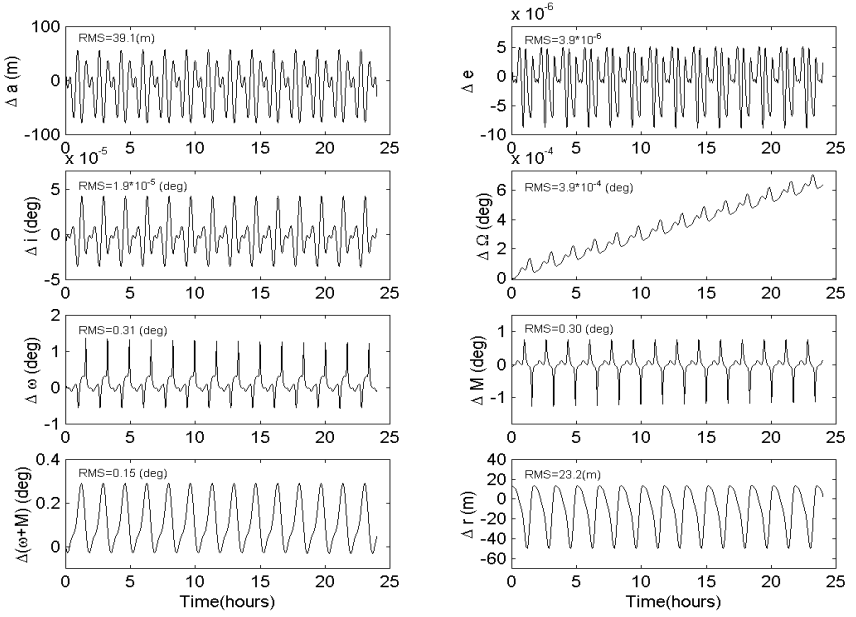 RMS=39.1(m)
Δ a (m)
100
0
-100
0 5 10 15 20 25
x 10-6
RMS=3.9*10-6
Δ e
5
0
-5
-10
0 5 10 15 20 25
x 10-5
RMS=1.9*10-5 (deg)
Δ i (deg)
5
0
-5
0 5 10 15 20 25
x 10-4
RMS=3.9*10-4 (deg)
Δ Ω (deg)
6
4
2
0
0 5 10 15 20 25
RMS=0.31 (deg)
Δ ω (deg)
2
1
0
-1
0 5 10 15 20 25
RMS=0.30 (deg)
Δ M (deg)
1
0
-1
0 5 10 15 20 25
RMS=0.15 (deg)
Δ(ω+M) (deg)
0.4
0.2
0
0 5 10 15 20 25
Time(hours)
RMS=23.2(m)
Δ r (m)
40
20
0
-20
-40
-60
0 5 10 15 20 25
Time(hours)